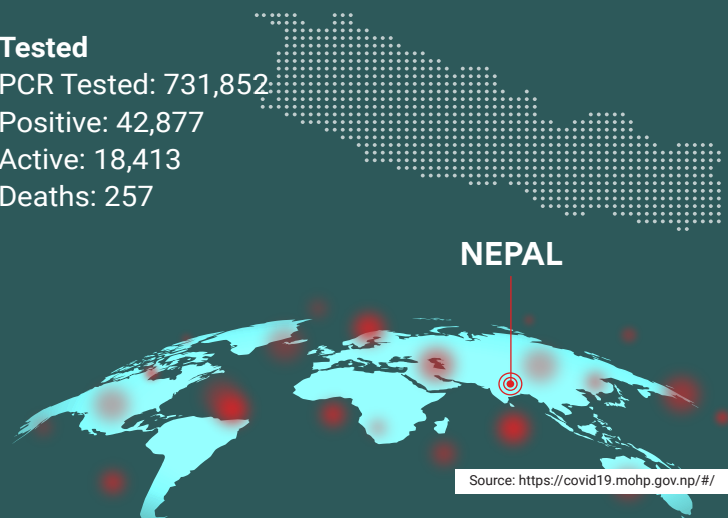 Tested
PCR Tested: 731,852
Positive: 42,877
Active: 18,413
Deaths: 257
NEPAL
Source: https://covid19.mohp.gov.np/#/